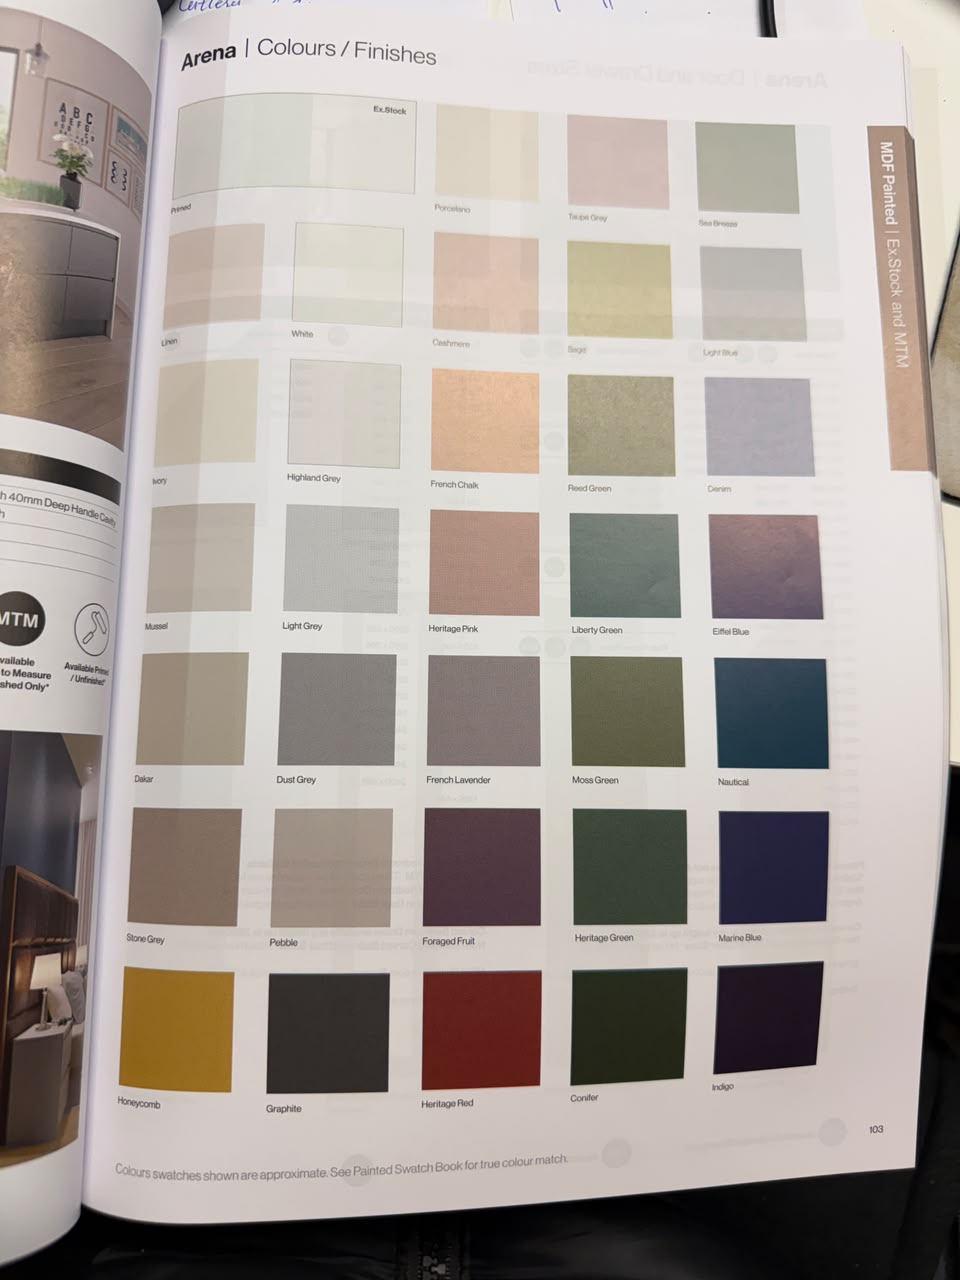 Arena | Colours / Finishes
Ex.Stock
Primed
Porcelano
Taupe Grey
Sea Breeze
Linen
White
Cashmere
Sage
Light Blue
Ivory
Highland Grey
French Chalk
Reed Green
Denim
Mussel
Light Grey
Heritage Pink
Liberty Green
Eiffel Blue
Dakar
Dust Grey
French Lavender
Moss Green
Nautical
Stone Grey
Pebble
Foraged Fruit
Heritage Green
Marine Blue
Honeycomb
Graphite
Heritage Red
Conifer
Indigo
Colours swatches shown are approximate. See Painted Swatch Book for true colour match.
103
MDF Painted | Ex.Stock and MTM
A B C
h 40mm Deep Handle Cavity
MTM
to Measure
shed Only*
Available Primed
/ Unfinished*